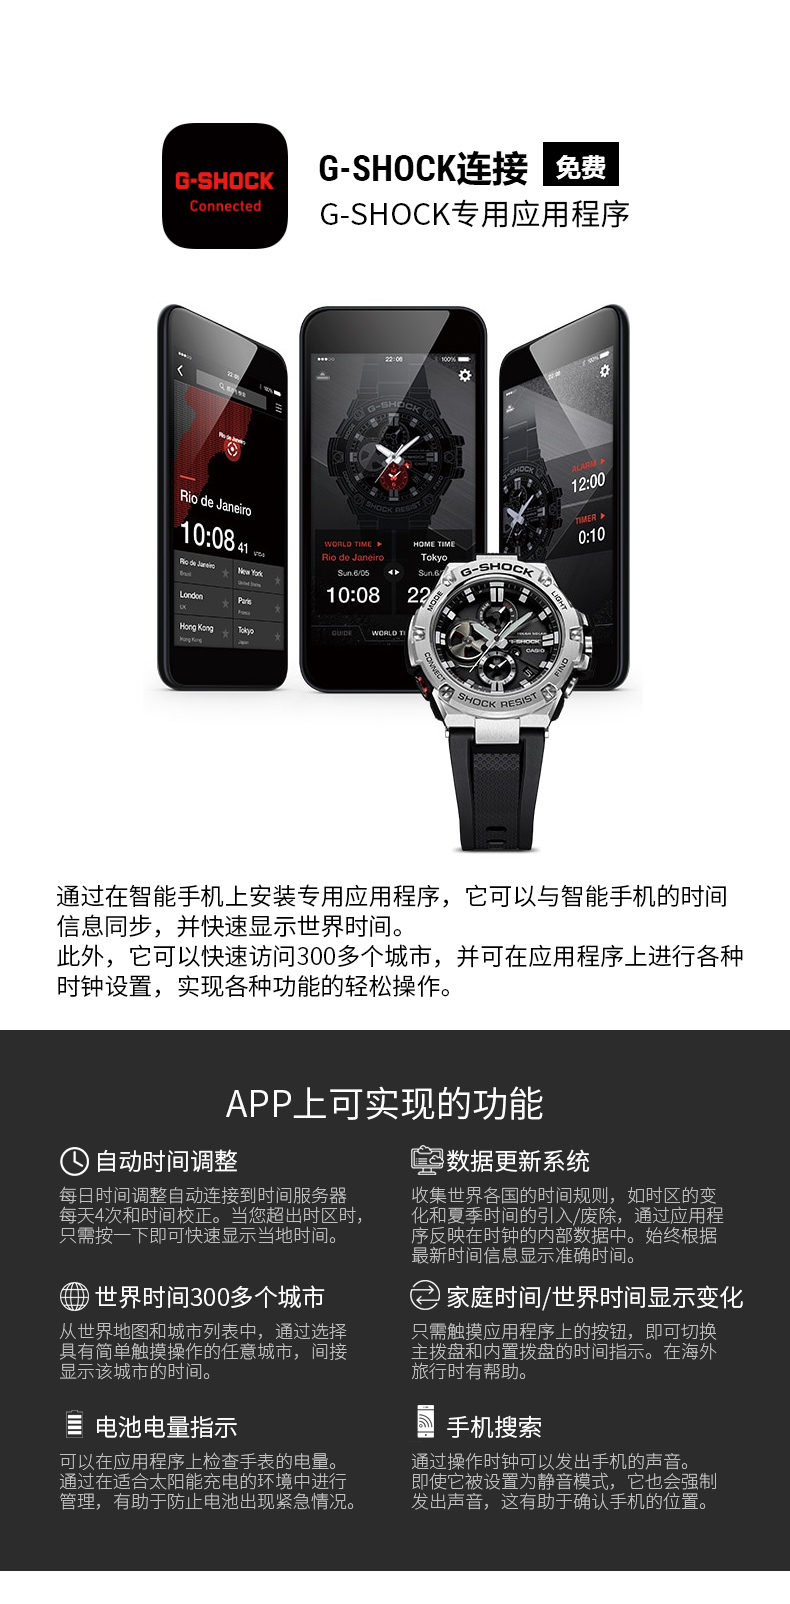 G-SHOCK
Connected
G-SHOCK连接 免费
G-SHOCK专用应用程序
Rio de Janeiro
10:08 41
Rio de Janeiro
Brazil
New York
United States
London
UK
Paris
France
Hong Kong
Hong Kong
Tokyo
Japan
22:08
100%
G-SHOCK
SHOCK RESIST
WORLD TIME
HOME TIME
Rio de Janeiro
Tokyo
Sun.6/05
Sun.6/
10:08
22
GUIDE
WORLD TI
ALARM
12:00
TIMER
0:10
G-SHOCK
MODE
LIGHT
TOUGH SOLAR
G-SHOCK
CASIO
CONNECT
FIND
SHOCK RESIST
通过在智能手机上安装专用应用程序，它可以与智能手机的时间
信息同步，并快速显示世界时间。
此外，它可以快速访问300多个城市，并可在应用程序上进行各种
时钟设置，实现各种功能的轻松操作。
APP上可实现的功能
自动时间调整
每日时间调整自动连接到时间服务器
每天4次和时间校正。当您超出时区时，
只需按一下即可快速显示当地时间。
数据更新系统
收集世界各国的时间规则，如时区的变
化和夏季时间的引入/废除，通过应用程
序反映在时钟的内部数据中。始终根据
最新时间信息显示准确时间。
世界时间300多个城市
从世界地图和城市列表中，通过选择
具有简单触摸操作的任意城市，间接
显示该城市的时间。
家庭时间/世界时间显示变化
只需触摸应用程序上的按钮，即可切换
主拨盘和内置拨盘的时间指示。在海外
旅行时有帮助。
电池电量指示
可以在应用程序上检查手表的电量。
通过在适合太阳能充电的环境中进行
管理，有助于防止电池出现紧急情况。
手机搜索
通过操作时钟可以发出手机的声音。
即使它被设置为静音模式，它也会强制
发出声音，这有助于确认手机的位置。